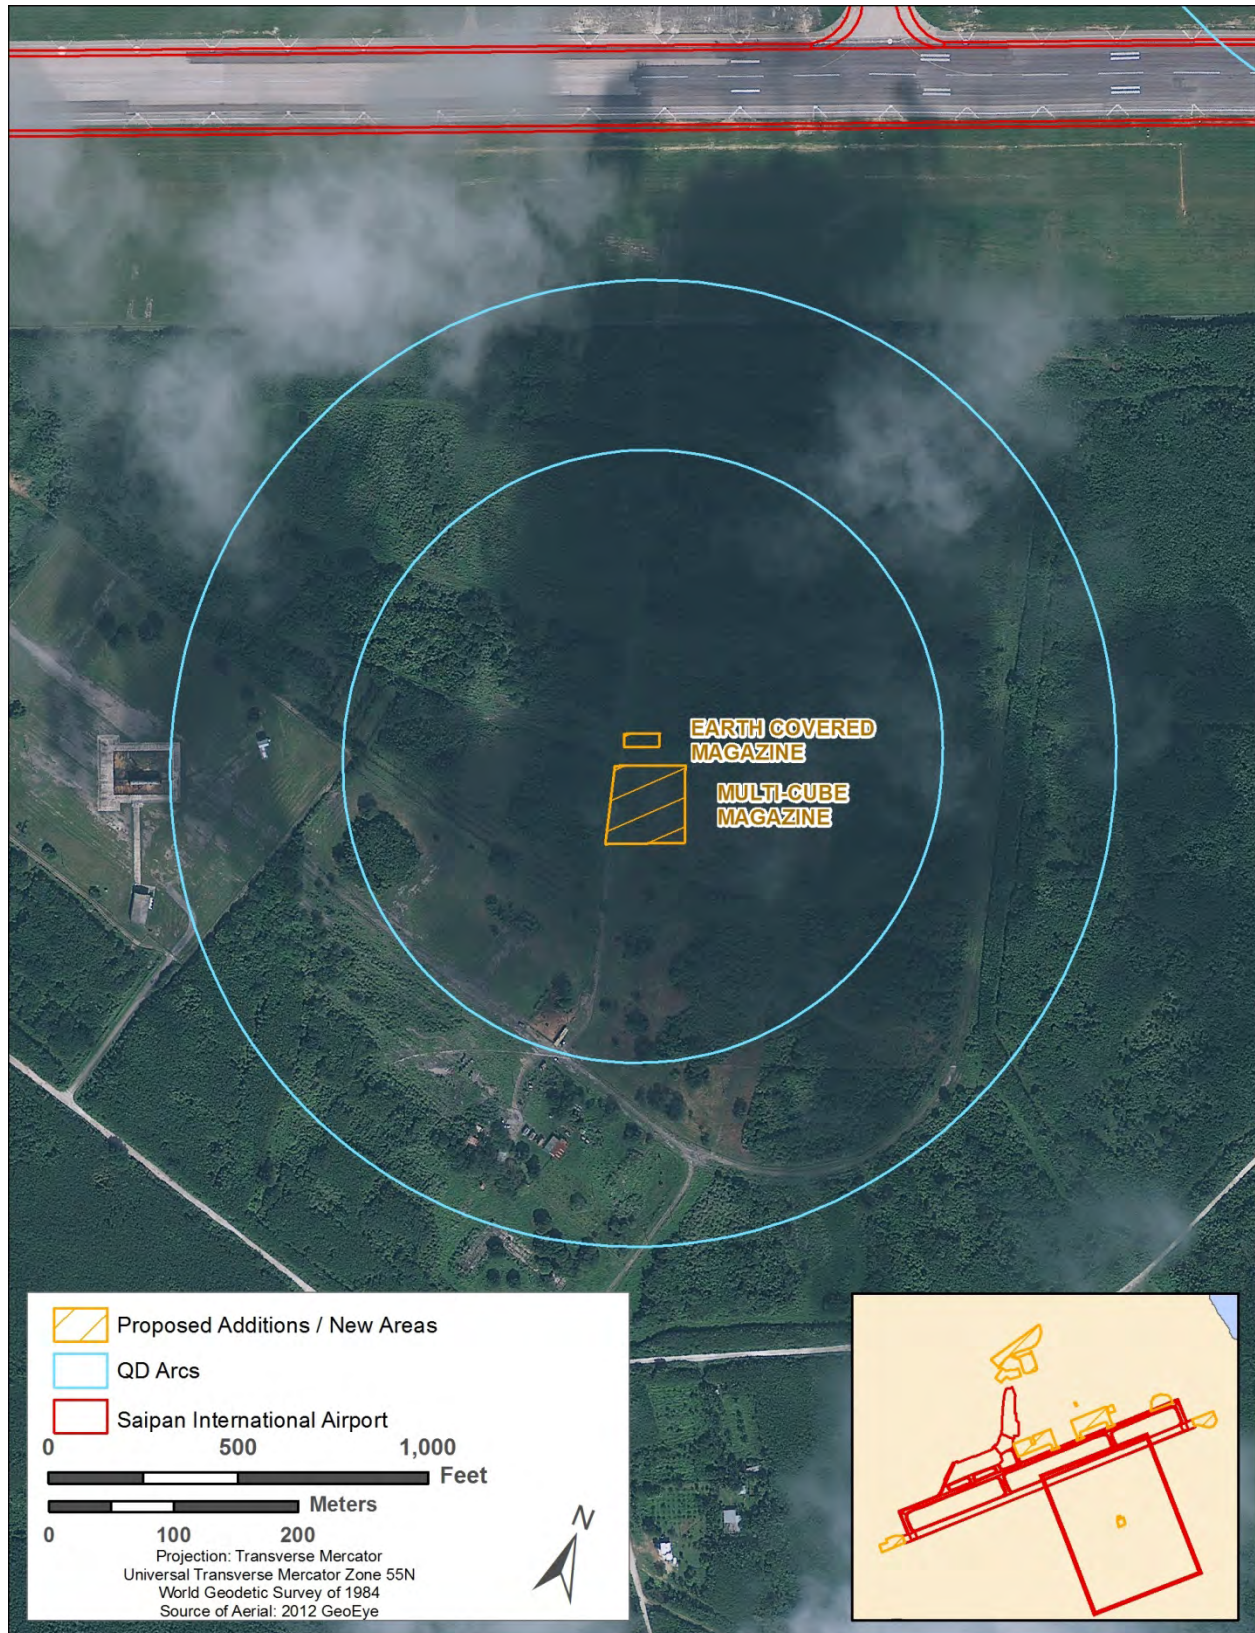 EARTH COVERED
MAGAZINE
MULTI-CUBE
MAGAZINE
Proposed Additions / New Areas
QD Arcs
Saipan International Airport
0 500 1,000
Feet
Meters
0 100 200
N
Projection: Transverse Mercator
Universal Transverse Mercator Zone 55N
World Geodetic Survey of 1984
Source of Aerial: 2012 GeoEye